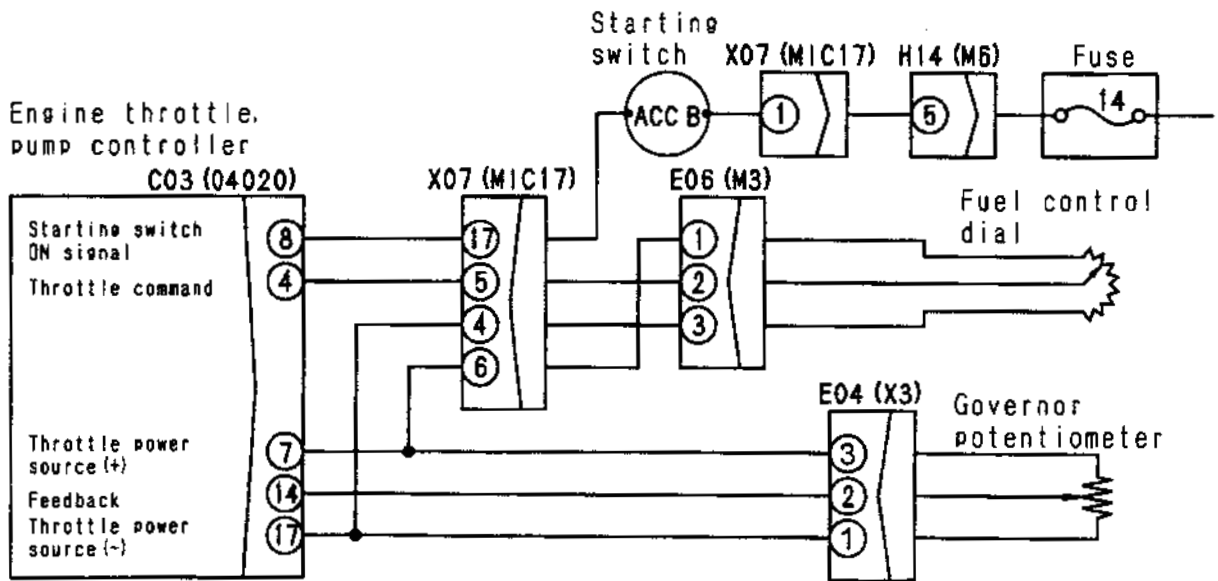 Starting
switch
X07 (MIC17)
H14 (M6)
Fuse
ACC B
1
5
14
Engine throttle,
pump controller
C03 (04020)
X07 (MIC17)
E06 (M3)
Fuel control
dial
Starting switch
ON signal
8
17
1
Throttle command
4
5
2
4
3
6
E04 (X3)
Governor
potentiometer
Throttle power
source (+)
7
3
Feedback
14
2
Throttle power
source (-)
17
1